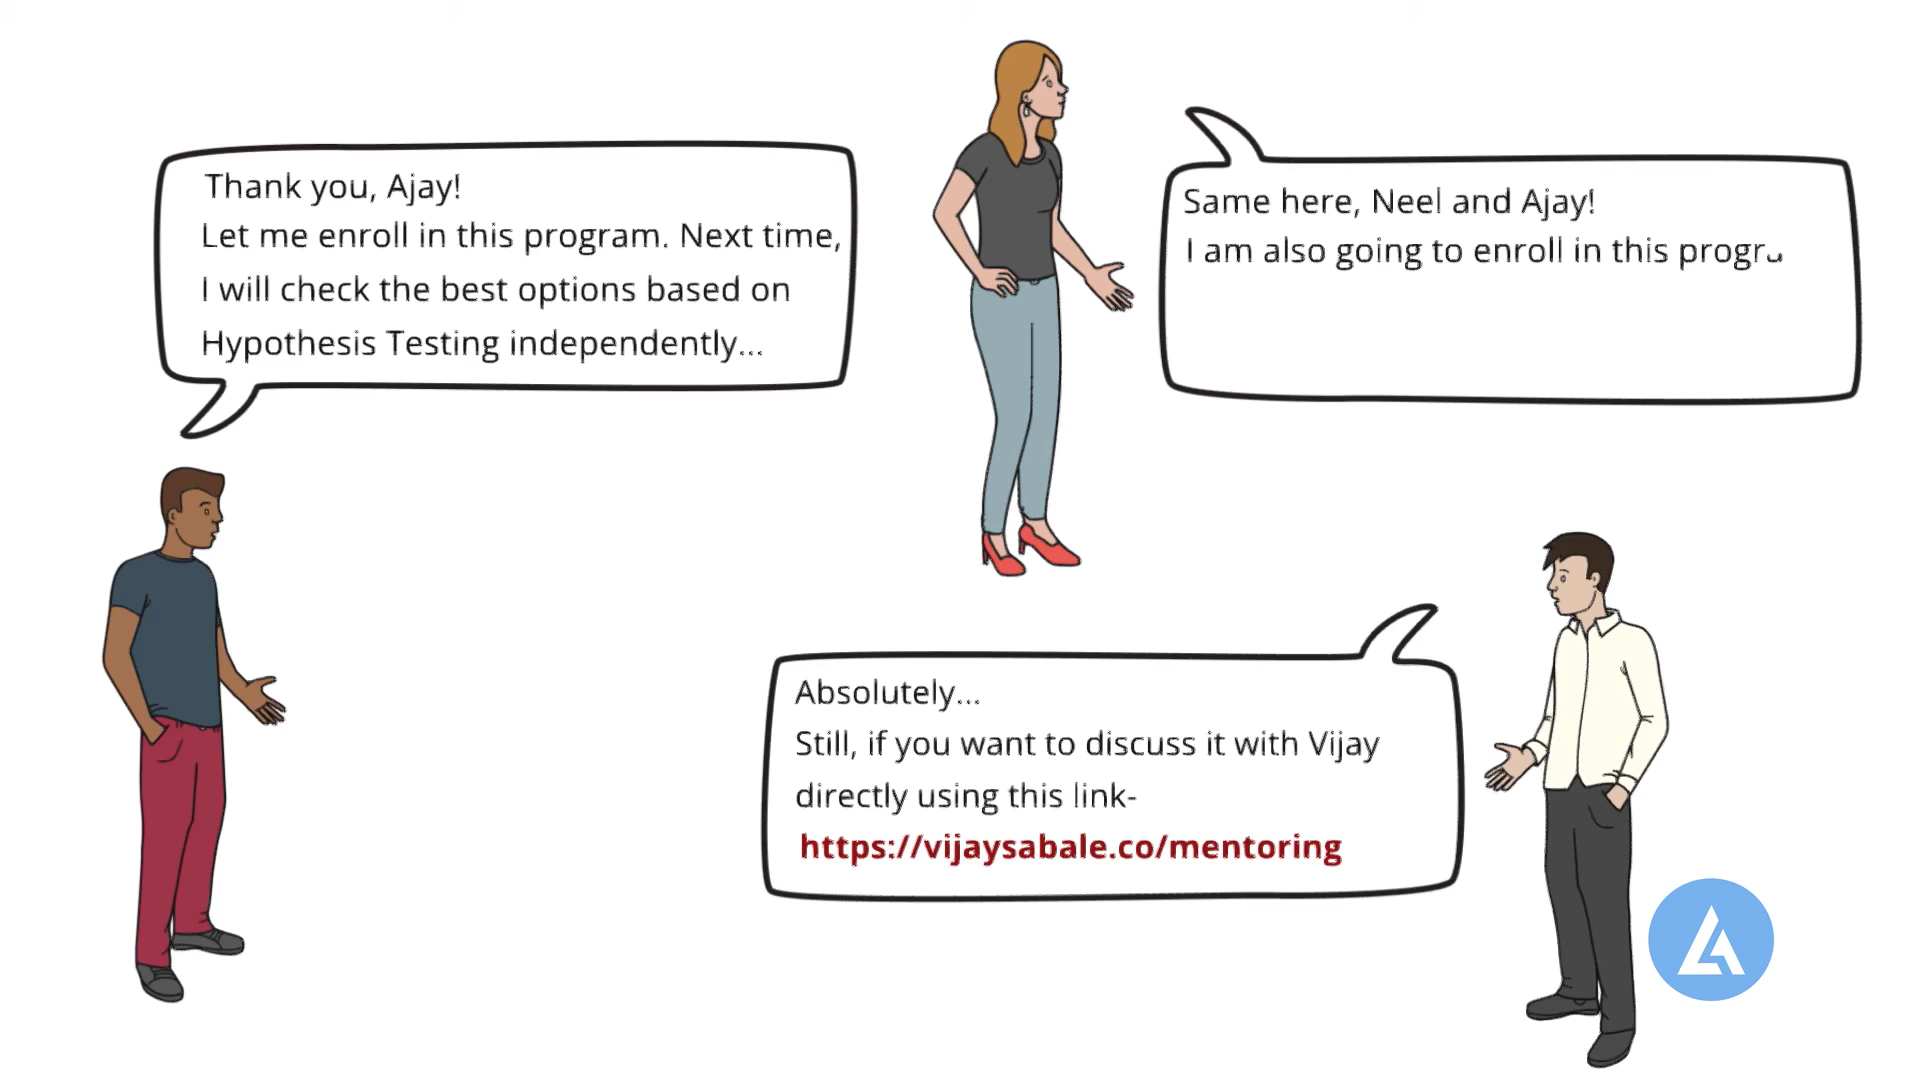 Thank you, Ajay!
Let me enroll in this program. Next time,
I will check the best options based on
Hypothesis Testing independently...
Same here, Neel and Ajay!
I am also going to enroll in this
Absolutely...
Still, if you want to discuss it with Vijay
directly using this link-
https://vijaysabale.co/mentoring